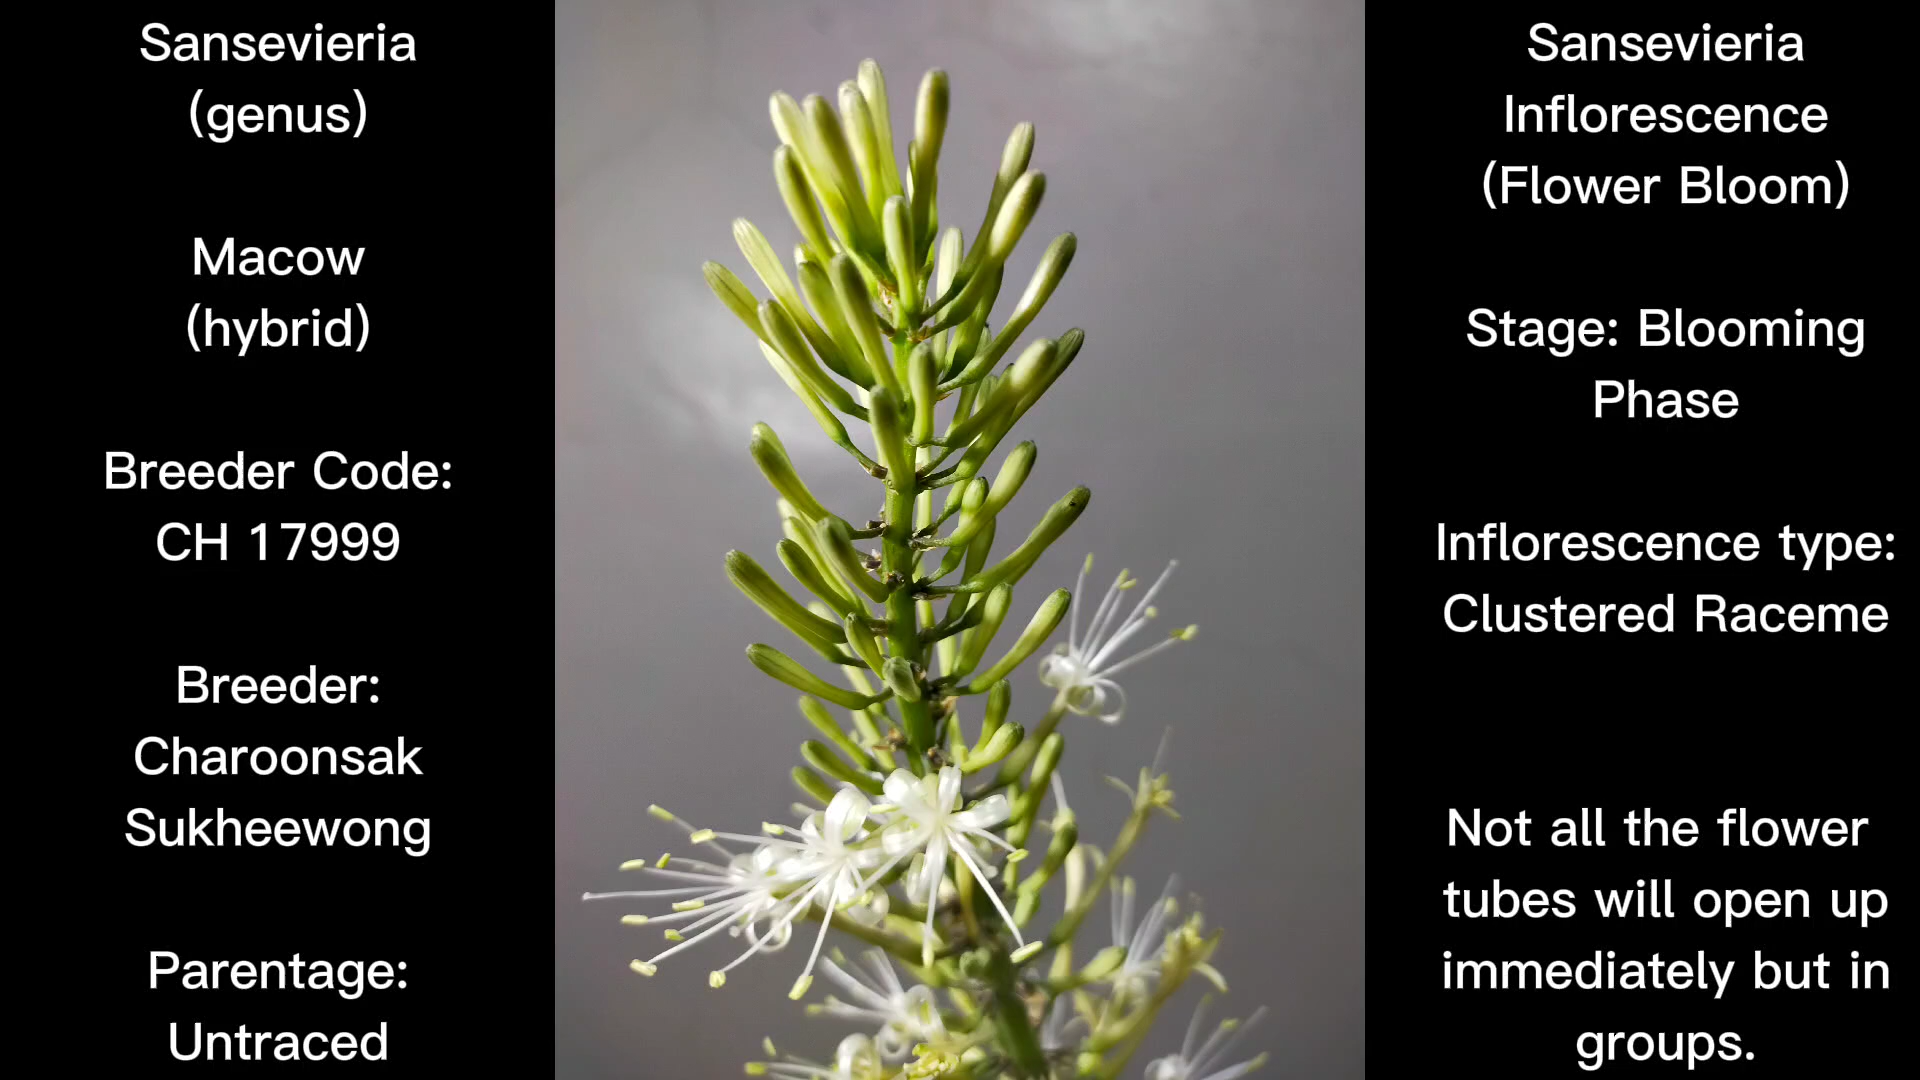 Sansevieria
(genus)
Macow
(hybrid)
Breeder Code:
CH 17999
Breeder:
Charoonsak
Sukheewong
Parentage:
Untraced
Sansevieria
Inflorescence
(Flower Bloom)
Stage: Blooming
Phase
Inflorescence type:
Clustered Raceme
Not all the flower
tubes will open up
immediately but in
groups.